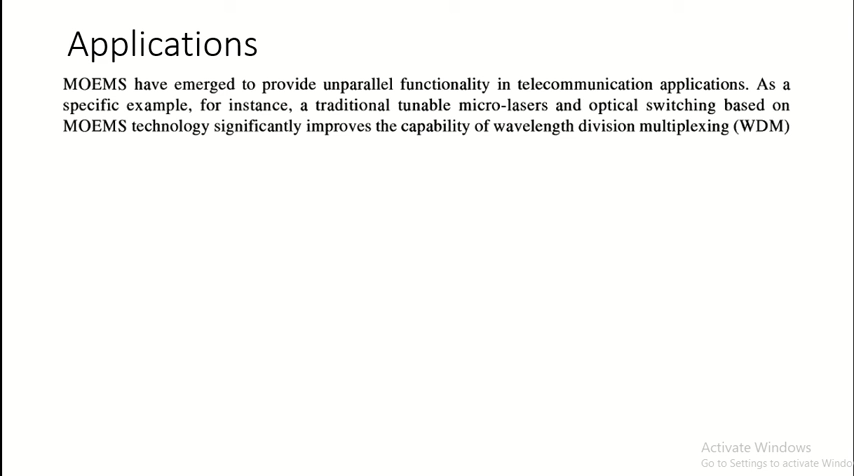 Applications
MOEMS have emerged to provide unparallel functionality in telecommunication applications. As a
specific example, for instance, a traditional tunable micro-lasers and optical switching based on
MOEMS technology significantly improves the capability of wavelength division multiplexing (WDM)
Activate Windows
Go to Settings to activate Windo